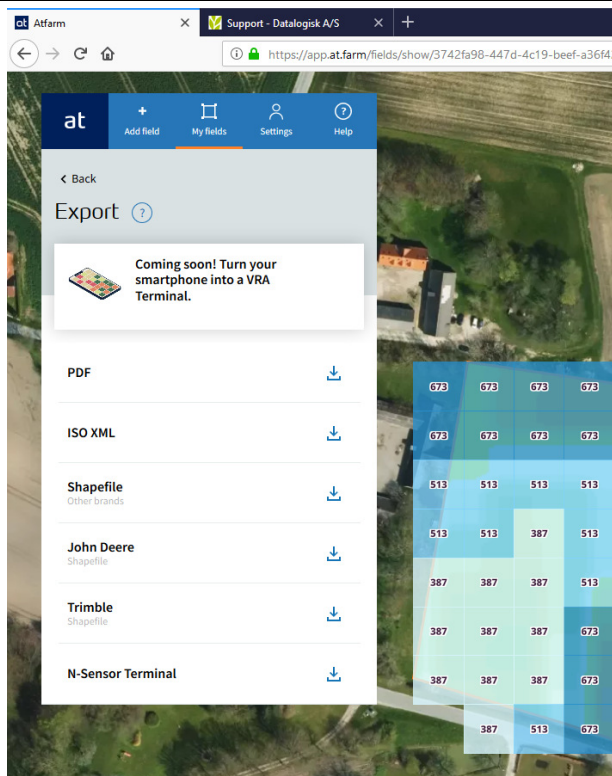 at Atfarm
Support - Datalogisk A/S
https://app.at.farm/fields/show/3742fa98-447d-4c19-beef-a36f43
at
Add field
My fields
Settings
Help
Back
Export
Coming soon! Turn your
smartphone into a VRA
Terminal.
PDF
ISO XML
Shapefile
Other brands
John Deere
Shapefile
Trimble
Shapefile
N-Sensor Terminal
673 673 673 673
673 673 673 673
513 513 513 513
513 513 387 513
387 387 387 513
387 387 387 673
387 387 387 673
387 513 673